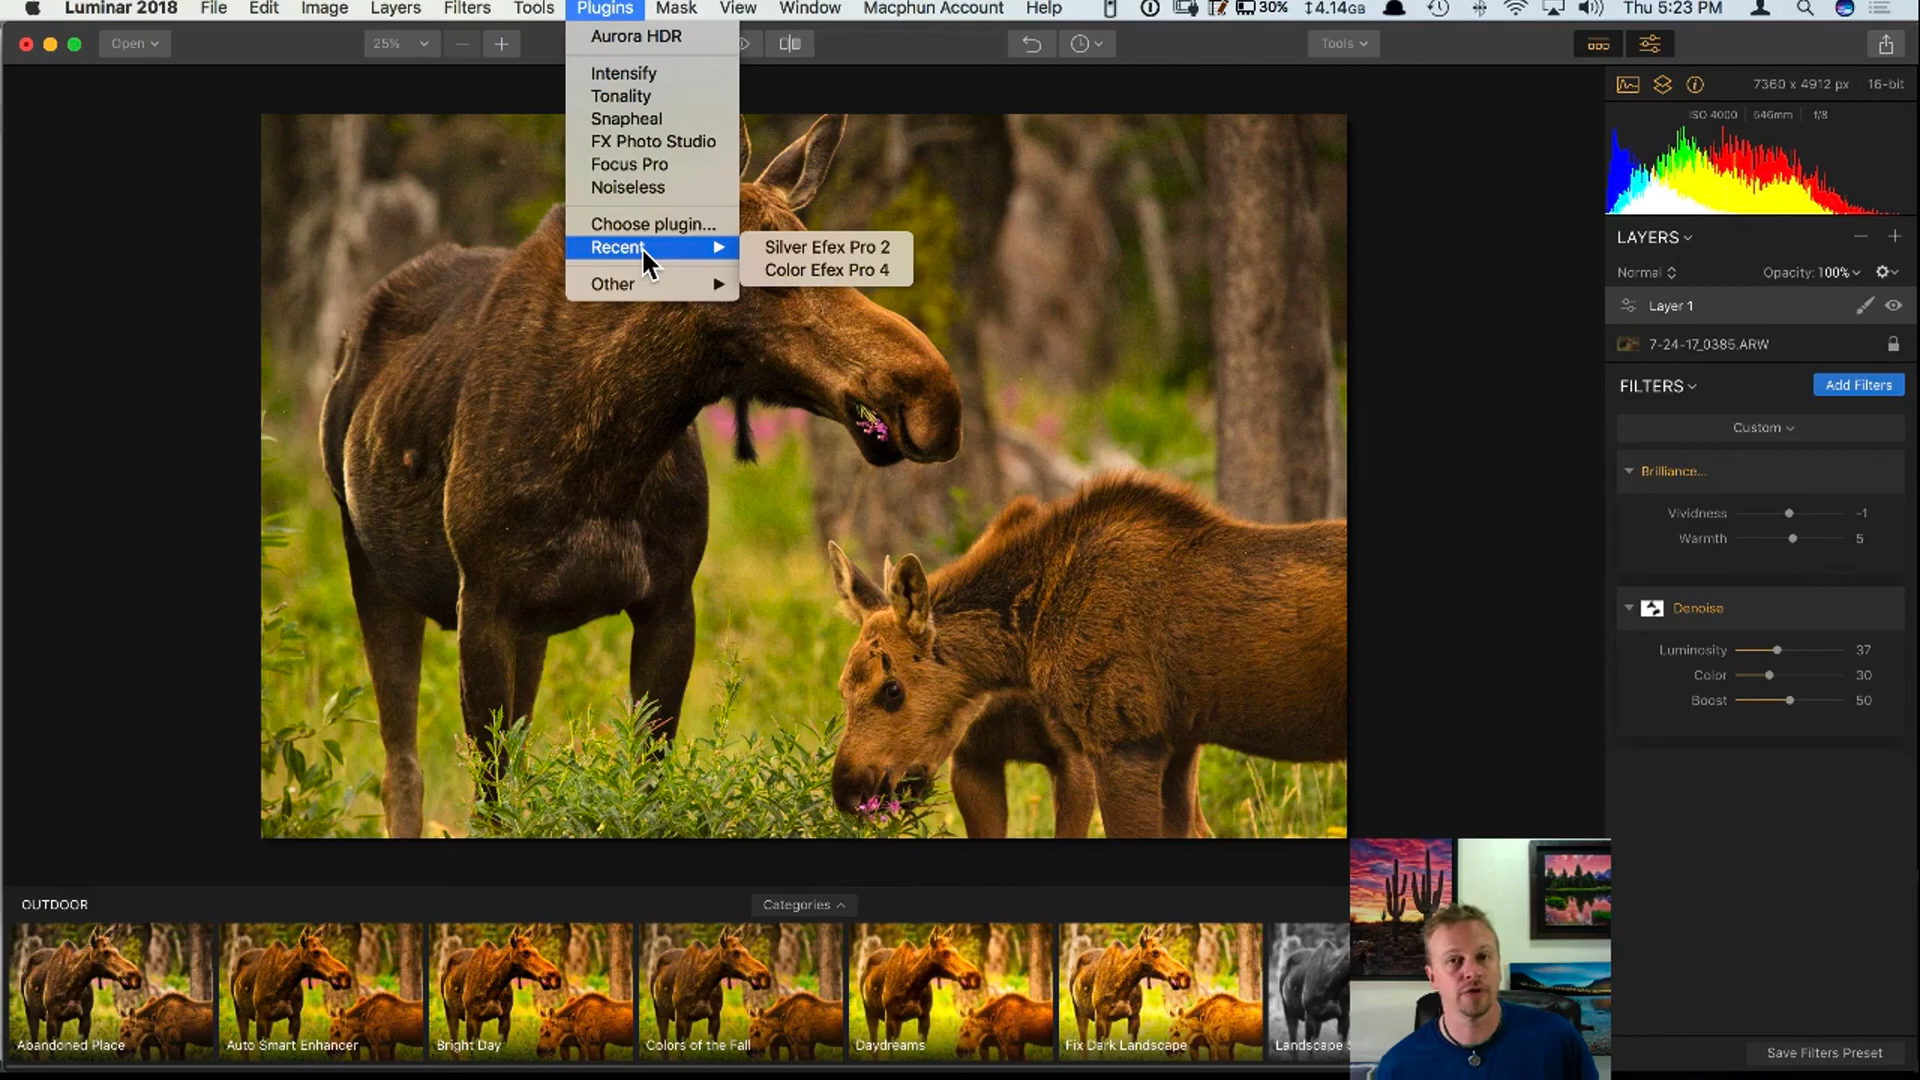 Luminar 2018 File Edit Image Layers Filters Tools Plugins Mask View Window Macphun Account Help 30% 4.14GB Thu 5:23 PM
Open 25% Tools
Aurora HDR
Intensify
Tonality
Snapheal
FX Photo Studio
Focus Pro
Noiseless
Choose plugin...
Recent
Other
Silver Efex Pro 2
Color Efex Pro 4
7360 x 4912 px 16-bit
ISO 4000 546mm f/8
LAYERS
Normal Opacity: 100%
Layer 1
7-24-17_0385.ARW
FILTERS Add Filters
Custom
Brilliance...
Vividness -1
Warmth 5
Denoise
Luminosity 37
Color 30
Boost 50
OUTDOOR Categories
Abandoned Place Auto Smart Enhancer Bright Day Colors of the Fall Daydreams Fix Dark Landscape Landscape
Save Filters Preset